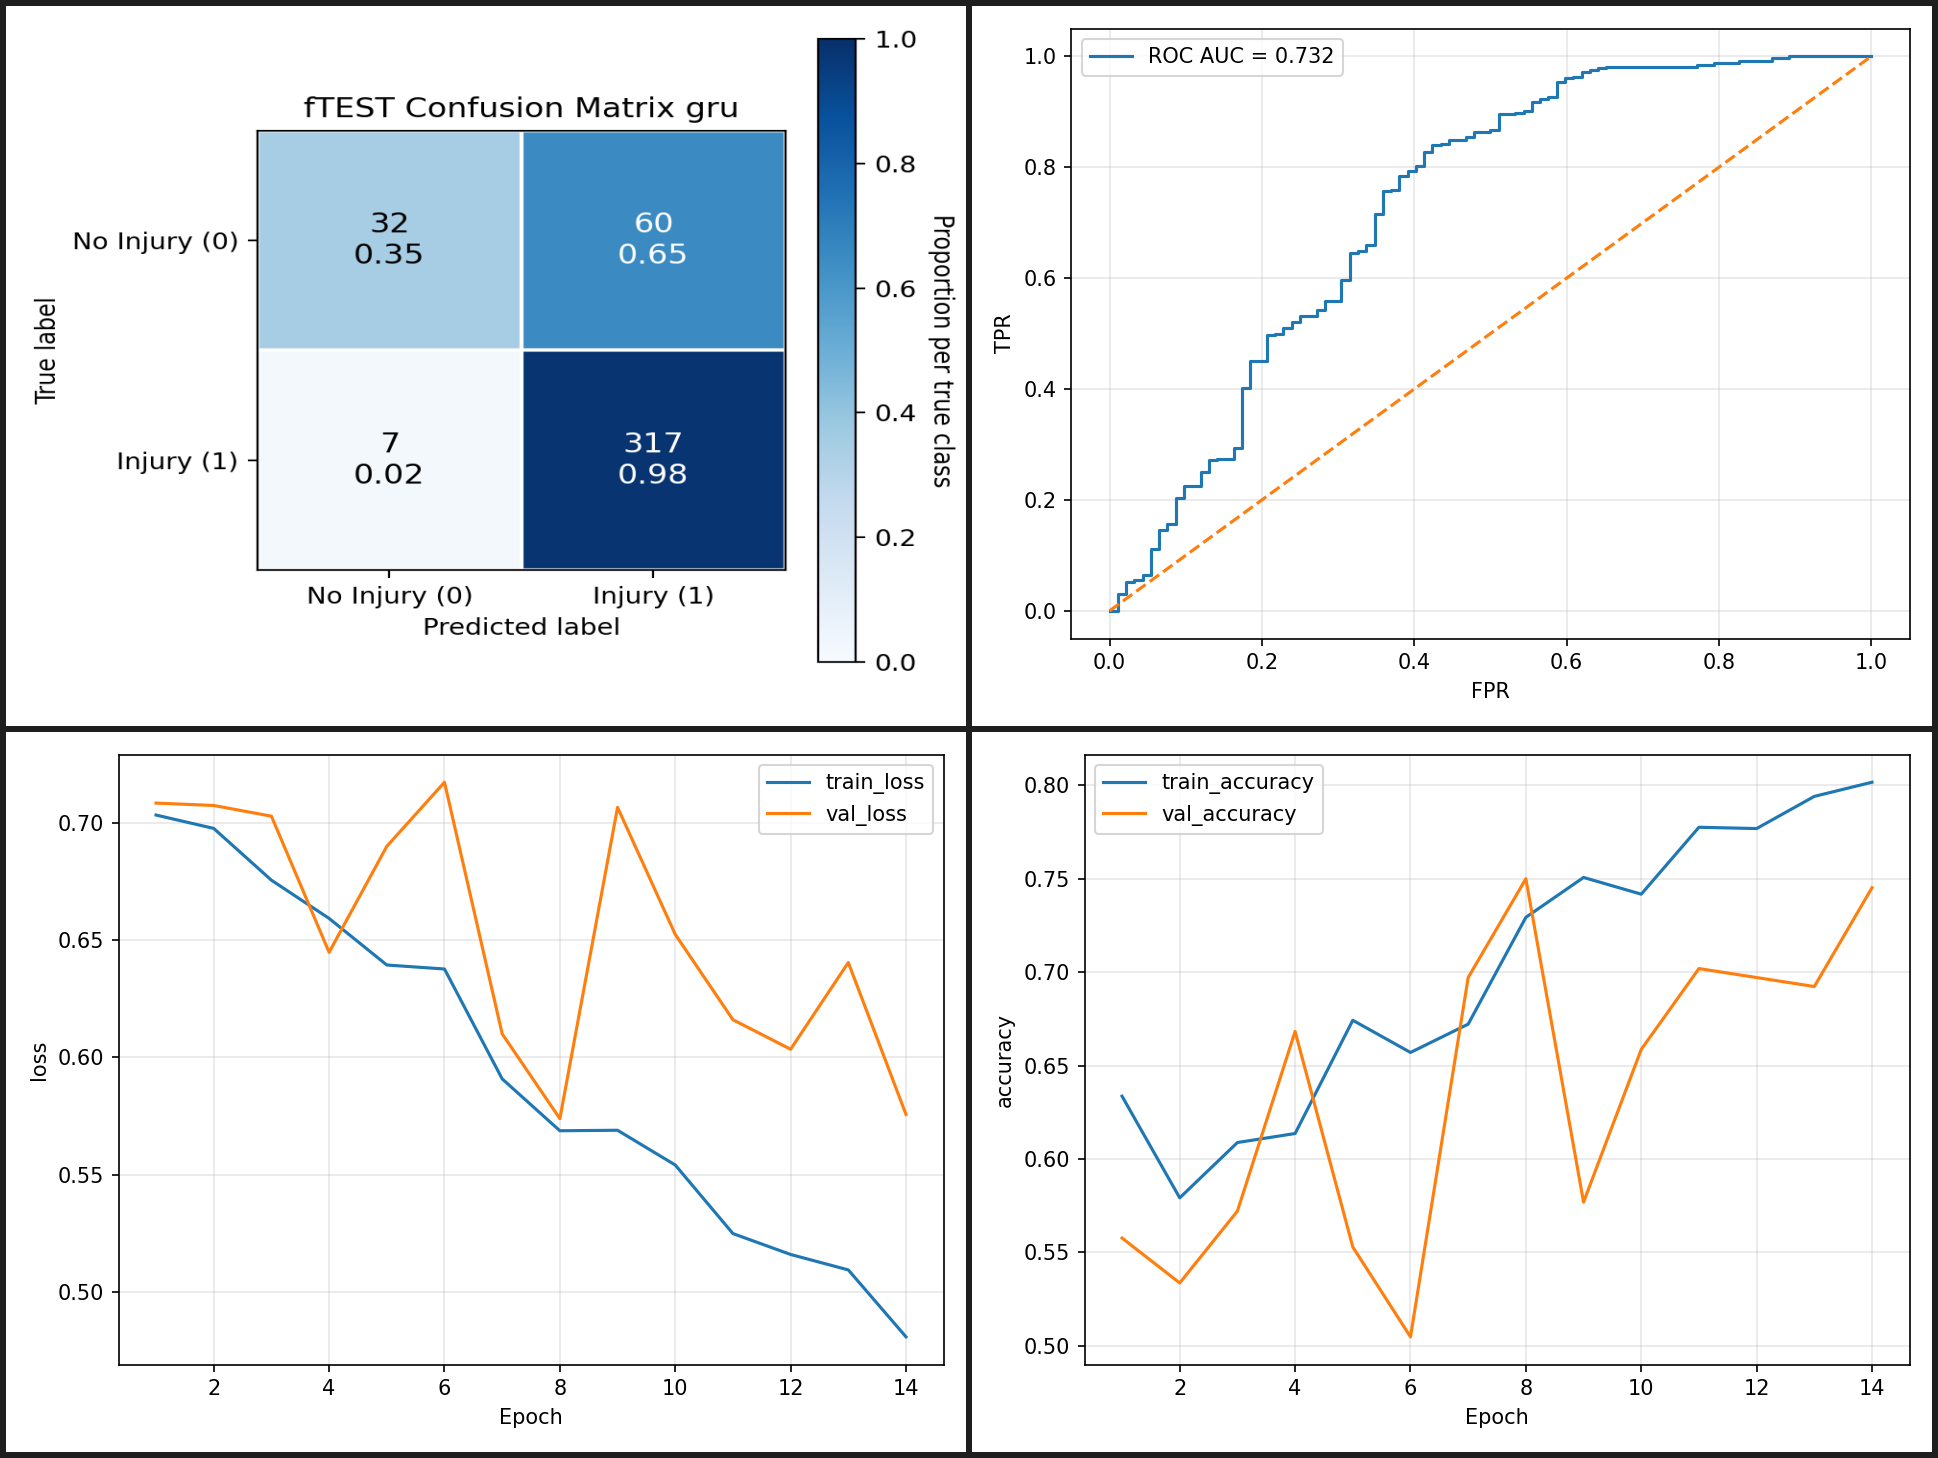 fTEST Confusion Matrix gru
True label
No Injury (0)
Injury (1)
32
0.35
60
0.65
7
0.02
317
0.98
No Injury (0)
Injury (1)
Predicted label
1.0
0.8
0.6
0.4
0.2
0.0
Proportion per true class
ROC AUC = 0.732
TPR
1.0
0.8
0.6
0.4
0.2
0.0
0.0
0.2
0.4
0.6
0.8
1.0
FPR
train_loss
val_loss
loss
0.70
0.65
0.60
0.55
0.50
2
4
6
8
10
12
14
Epoch
train_accuracy
val_accuracy
accuracy
0.80
0.75
0.70
0.65
0.60
0.55
0.50
2
4
6
8
10
12
14
Epoch